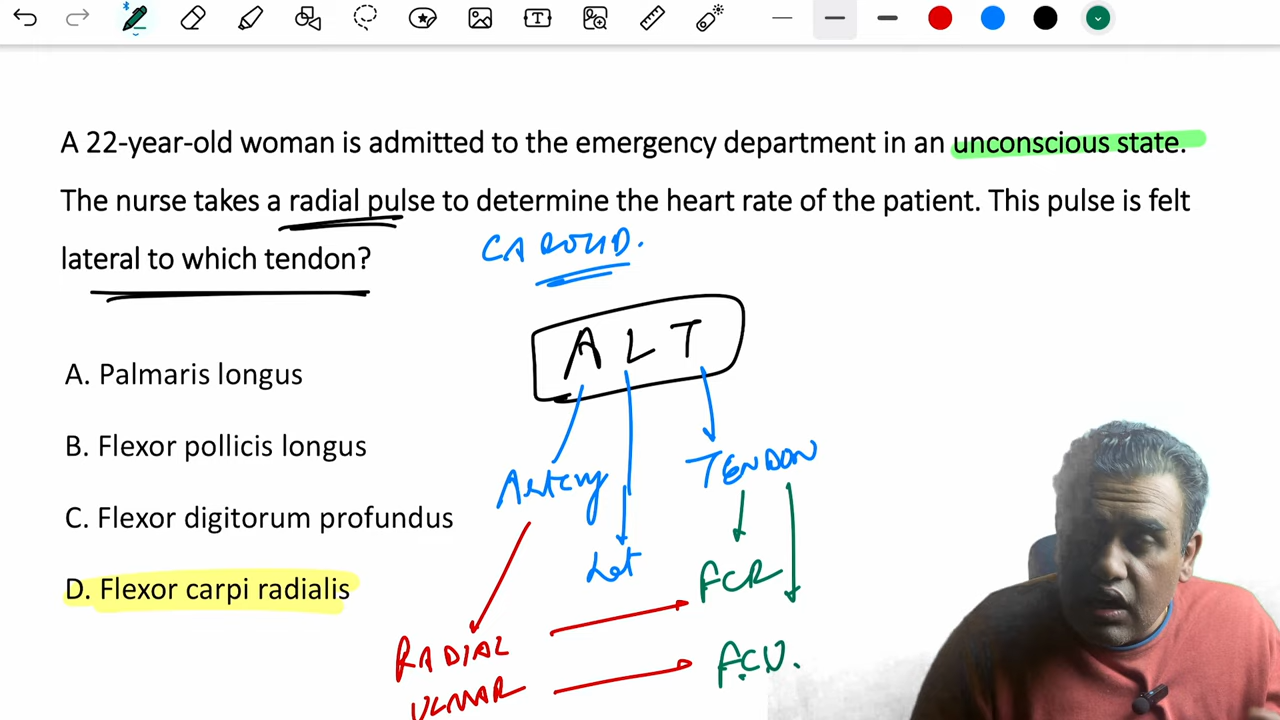 A 22-year-old woman is admitted to the emergency department in an unconscious state.
The nurse takes a radial pulse to determine the heart rate of the patient. This pulse is felt
lateral to which tendon?
CAROTID.
ALT
A. Palmaris longus
B. Flexor pollicis longus
C. Flexor digitorum profundus
D. Flexor carpi radialis
Artery
Lat
TENDON
FCR
RADIAL
FCU.
ULNAR